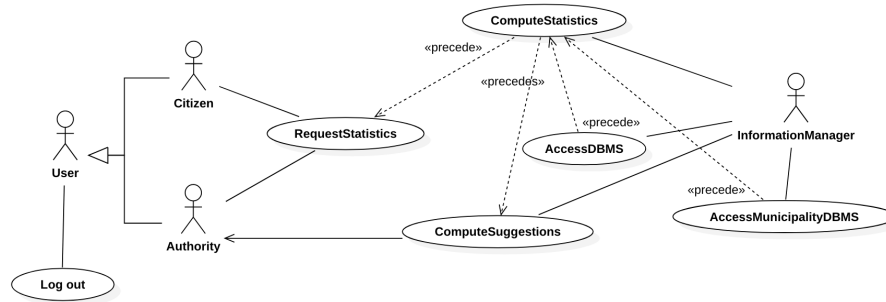 ComputeStatistics
«precede»
Citizen
«precedes»
RequestStatistics
«precede»
InformationManager
AccessDBMS
User
«precede»
AccessMunicipalityDBMS
Authority
ComputeSuggestions
Log out